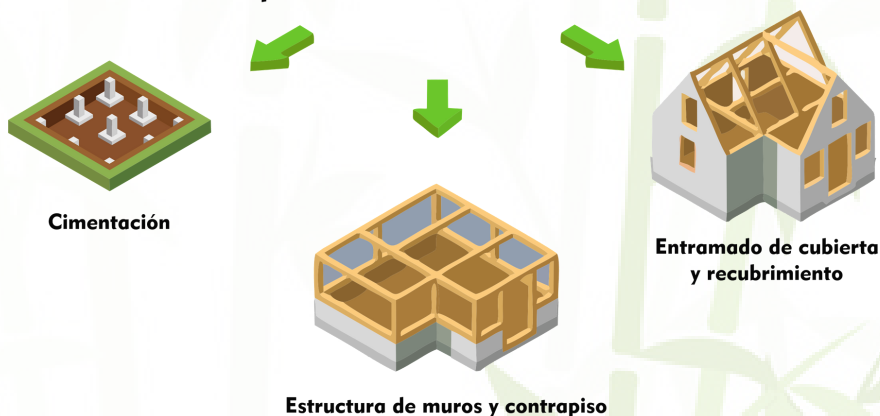 Cimentación
Entramado de cubierta
y recubrimiento
Estructura de muros y contrapiso